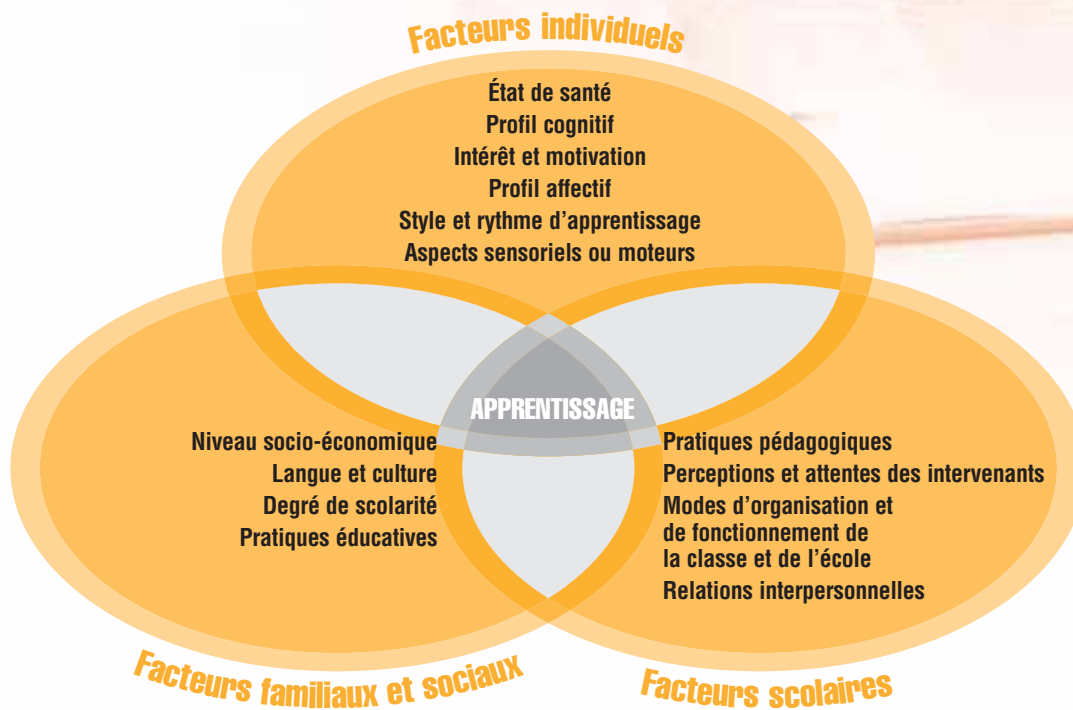 Facteurs individuels
État de santé
Profil cognitif
Intérêt et motivation
Profil affectif
Style et rythme d’apprentissage
Aspects sensoriels ou moteurs
APPRENTISSAGE
Niveau socio-économique
Langue et culture
Degré de scolarité
Pratiques éducatives
Pratiques pédagogiques
Perceptions et attentes des intervenants
Modes d’organisation et
de fonctionnement de
la classe et de l’école
Relations interpersonnelles
Facteurs familiaux et sociaux
Facteurs scolaires